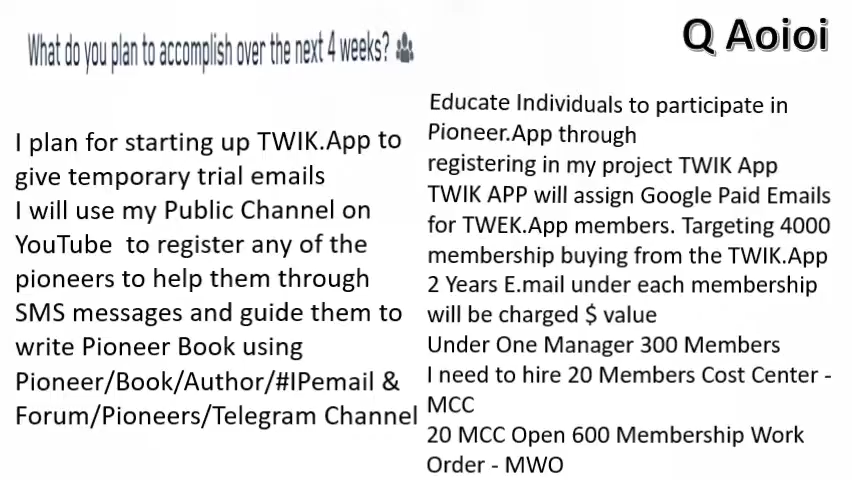 What do you plan to accomplish over the next 4 weeks?
Q Aoioi
I plan for starting up TWIK.App to
give temporary trial emails
I will use my Public Channel on
YouTube to register any of the
pioneers to help them through
SMS messages and guide them to
write Pioneer Book using
Pioneer/Book/Author/#IPemail &
Forum/Pioneers/Telegram Channel
Educate Individuals to participate in
Pioneer.App through
registering in my project TWIK App
TWIK APP will assign Google Paid Emails
for TWEK.App members. Targeting 4000
membership buying from the TWIK.App
2 Years E.mail under each membership
will be charged $ value
Under One Manager 300 Members
I need to hire 20 Members Cost Center -
MCC
20 MCC Open 600 Membership Work
Order - MWO